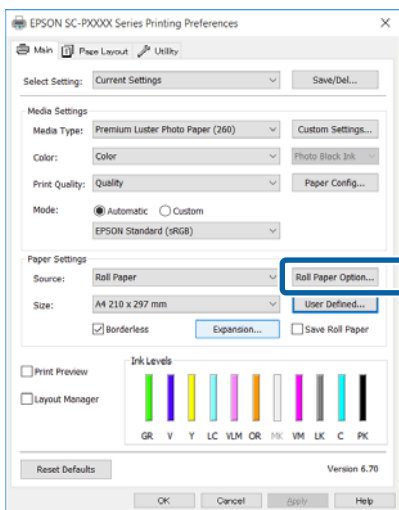 EPSON SC-PXXXX Series Printing Preferences
Main Page Layout Utility
Select Setting: Current Settings Save/Del...
Media Settings
Media Type: Premium Luster Photo Paper (260) Custom Settings...
Color: Color Photo Black Ink
Print Quality: Quality Paper Config...
Mode: Automatic Custom
EPSON Standard (sRGB)
Paper Settings
Source: Roll Paper Roll Paper Option...
Size: A4 210 x 297 mm User Defined...
Borderless Expansion... Save Roll Paper
Print Preview
Layout Manager
Ink Levels
GR V Y LC VLM OR MK VM LK C PK
Reset Defaults Version 6.70
OK Cancel Apply Help